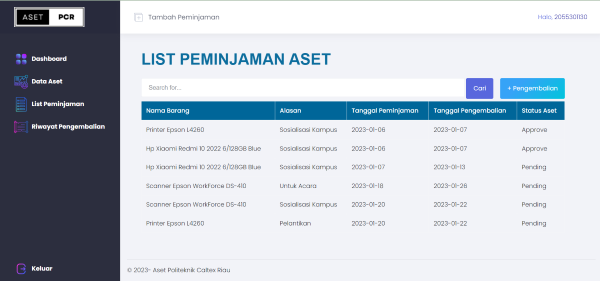 ASET PCR
Tambah Peminjaman
Halo, 2055301130
Dashboard
Data Aset
List Peminjaman
Riwayat Pengembalian
Keluar
LIST PEMINJAMAN ASET
Search for...
Cari
+ Pengembalian
Nama Barang Alasan Tanggal Peminjaman Tanggal Pengembalian Status Aset
Printer Epson L4260 Sosialisasi Kampus 2023-01-06 2023-01-07 Approve
Hp Xiaomi Redmi 10 2022 6/128GB Blue Sosialisasi Kampus 2023-01-06 2023-01-07 Approve
Hp Xiaomi Redmi 10 2022 6/128GB Blue Sosialisasi Kampus 2023-01-07 2023-01-13 Pending
Scanner Epson WorkForce DS-410 Untuk Acara 2023-01-18 2023-01-26 Pending
Scanner Epson WorkForce DS-410 Sosialisasi Kampus 2023-01-20 2023-01-22 Pending
Printer Epson L4260 Pelantikan 2023-01-20 2023-01-22 Pending
© 2023- Aset Politeknik Caltex Riau